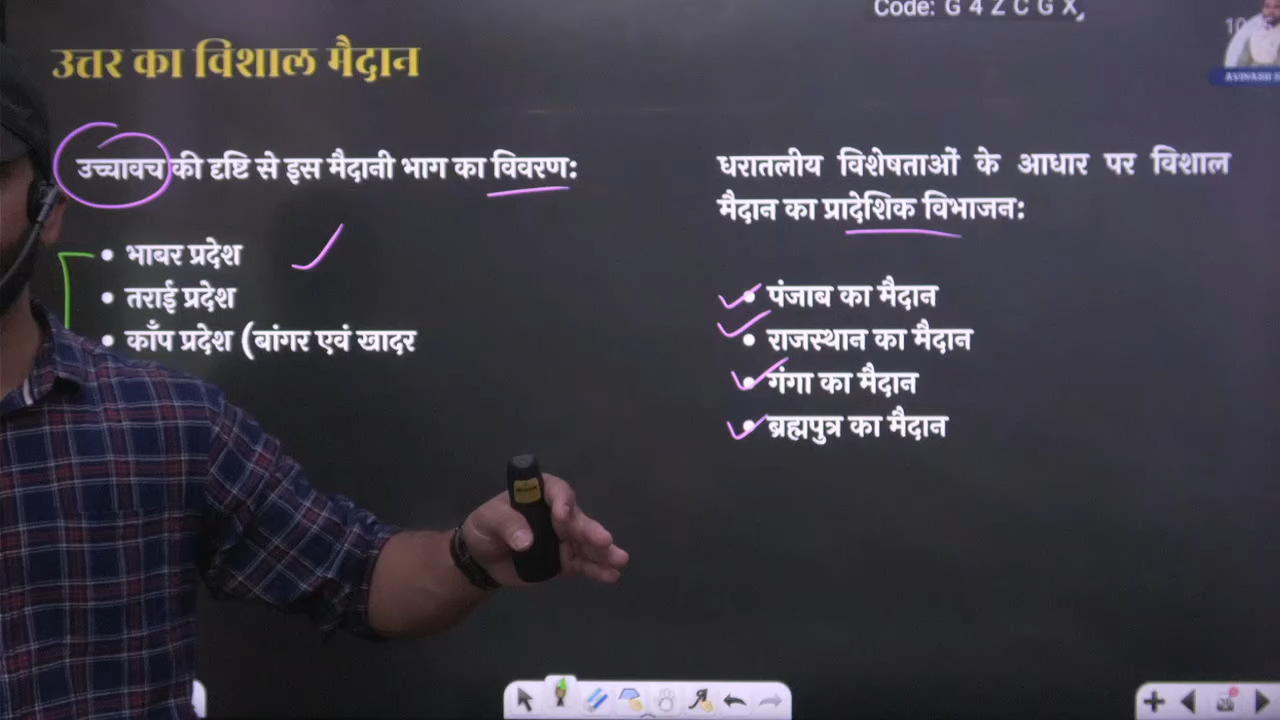 Code: G 4 Z C G X
उत्तर का विशाल मैदान
उच्चावच की दृष्टि से इस मैदानी भाग का विवरण:
• भाबर प्रदेश
• तराई प्रदेश
• काँप प्रदेश (बांगर एवं खादर
धरातलीय विशेषताओं के आधार पर विशाल
मैदान का प्रादेशिक विभाजन:
• पंजाब का मैदान
• राजस्थान का मैदान
• गंगा का मैदान
• ब्रह्मपुत्र का मैदान